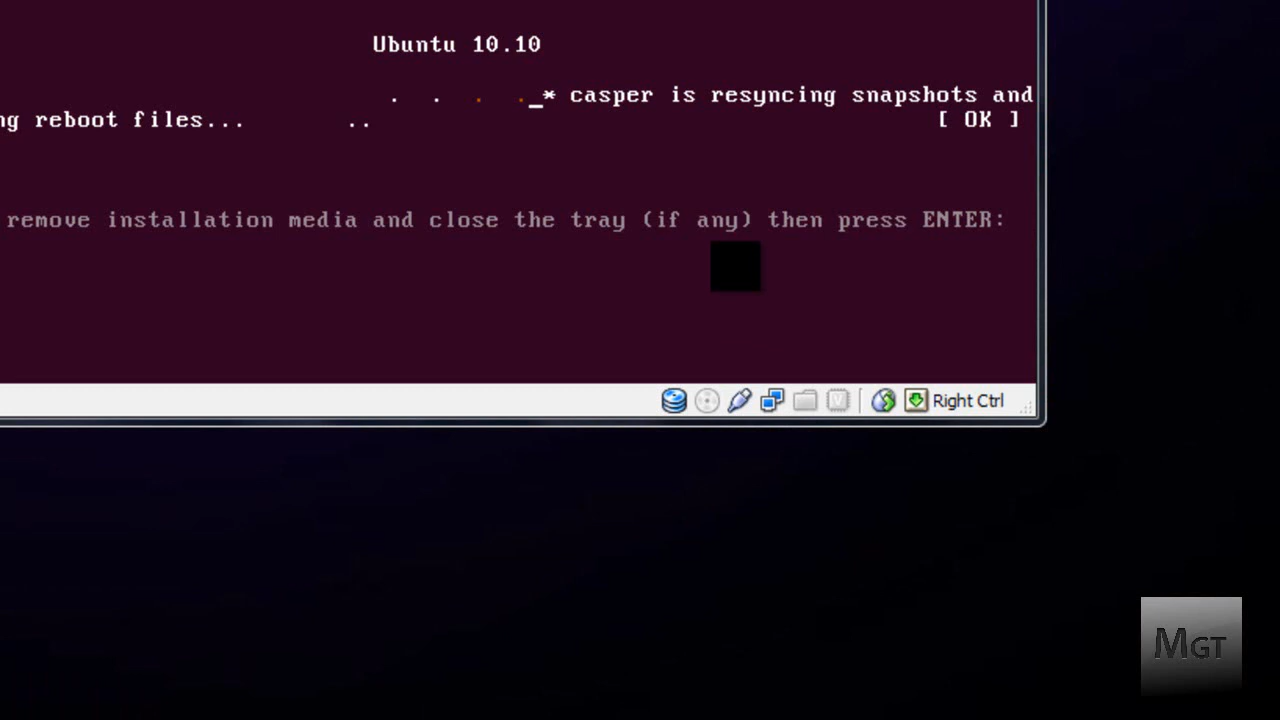 Ubuntu 10.10
. . . ._* casper is resyncing snapshots and
ng reboot files... .. [ OK ]
remove installation media and close the tray (if any) then press ENTER:
Right Ctrl
MGT